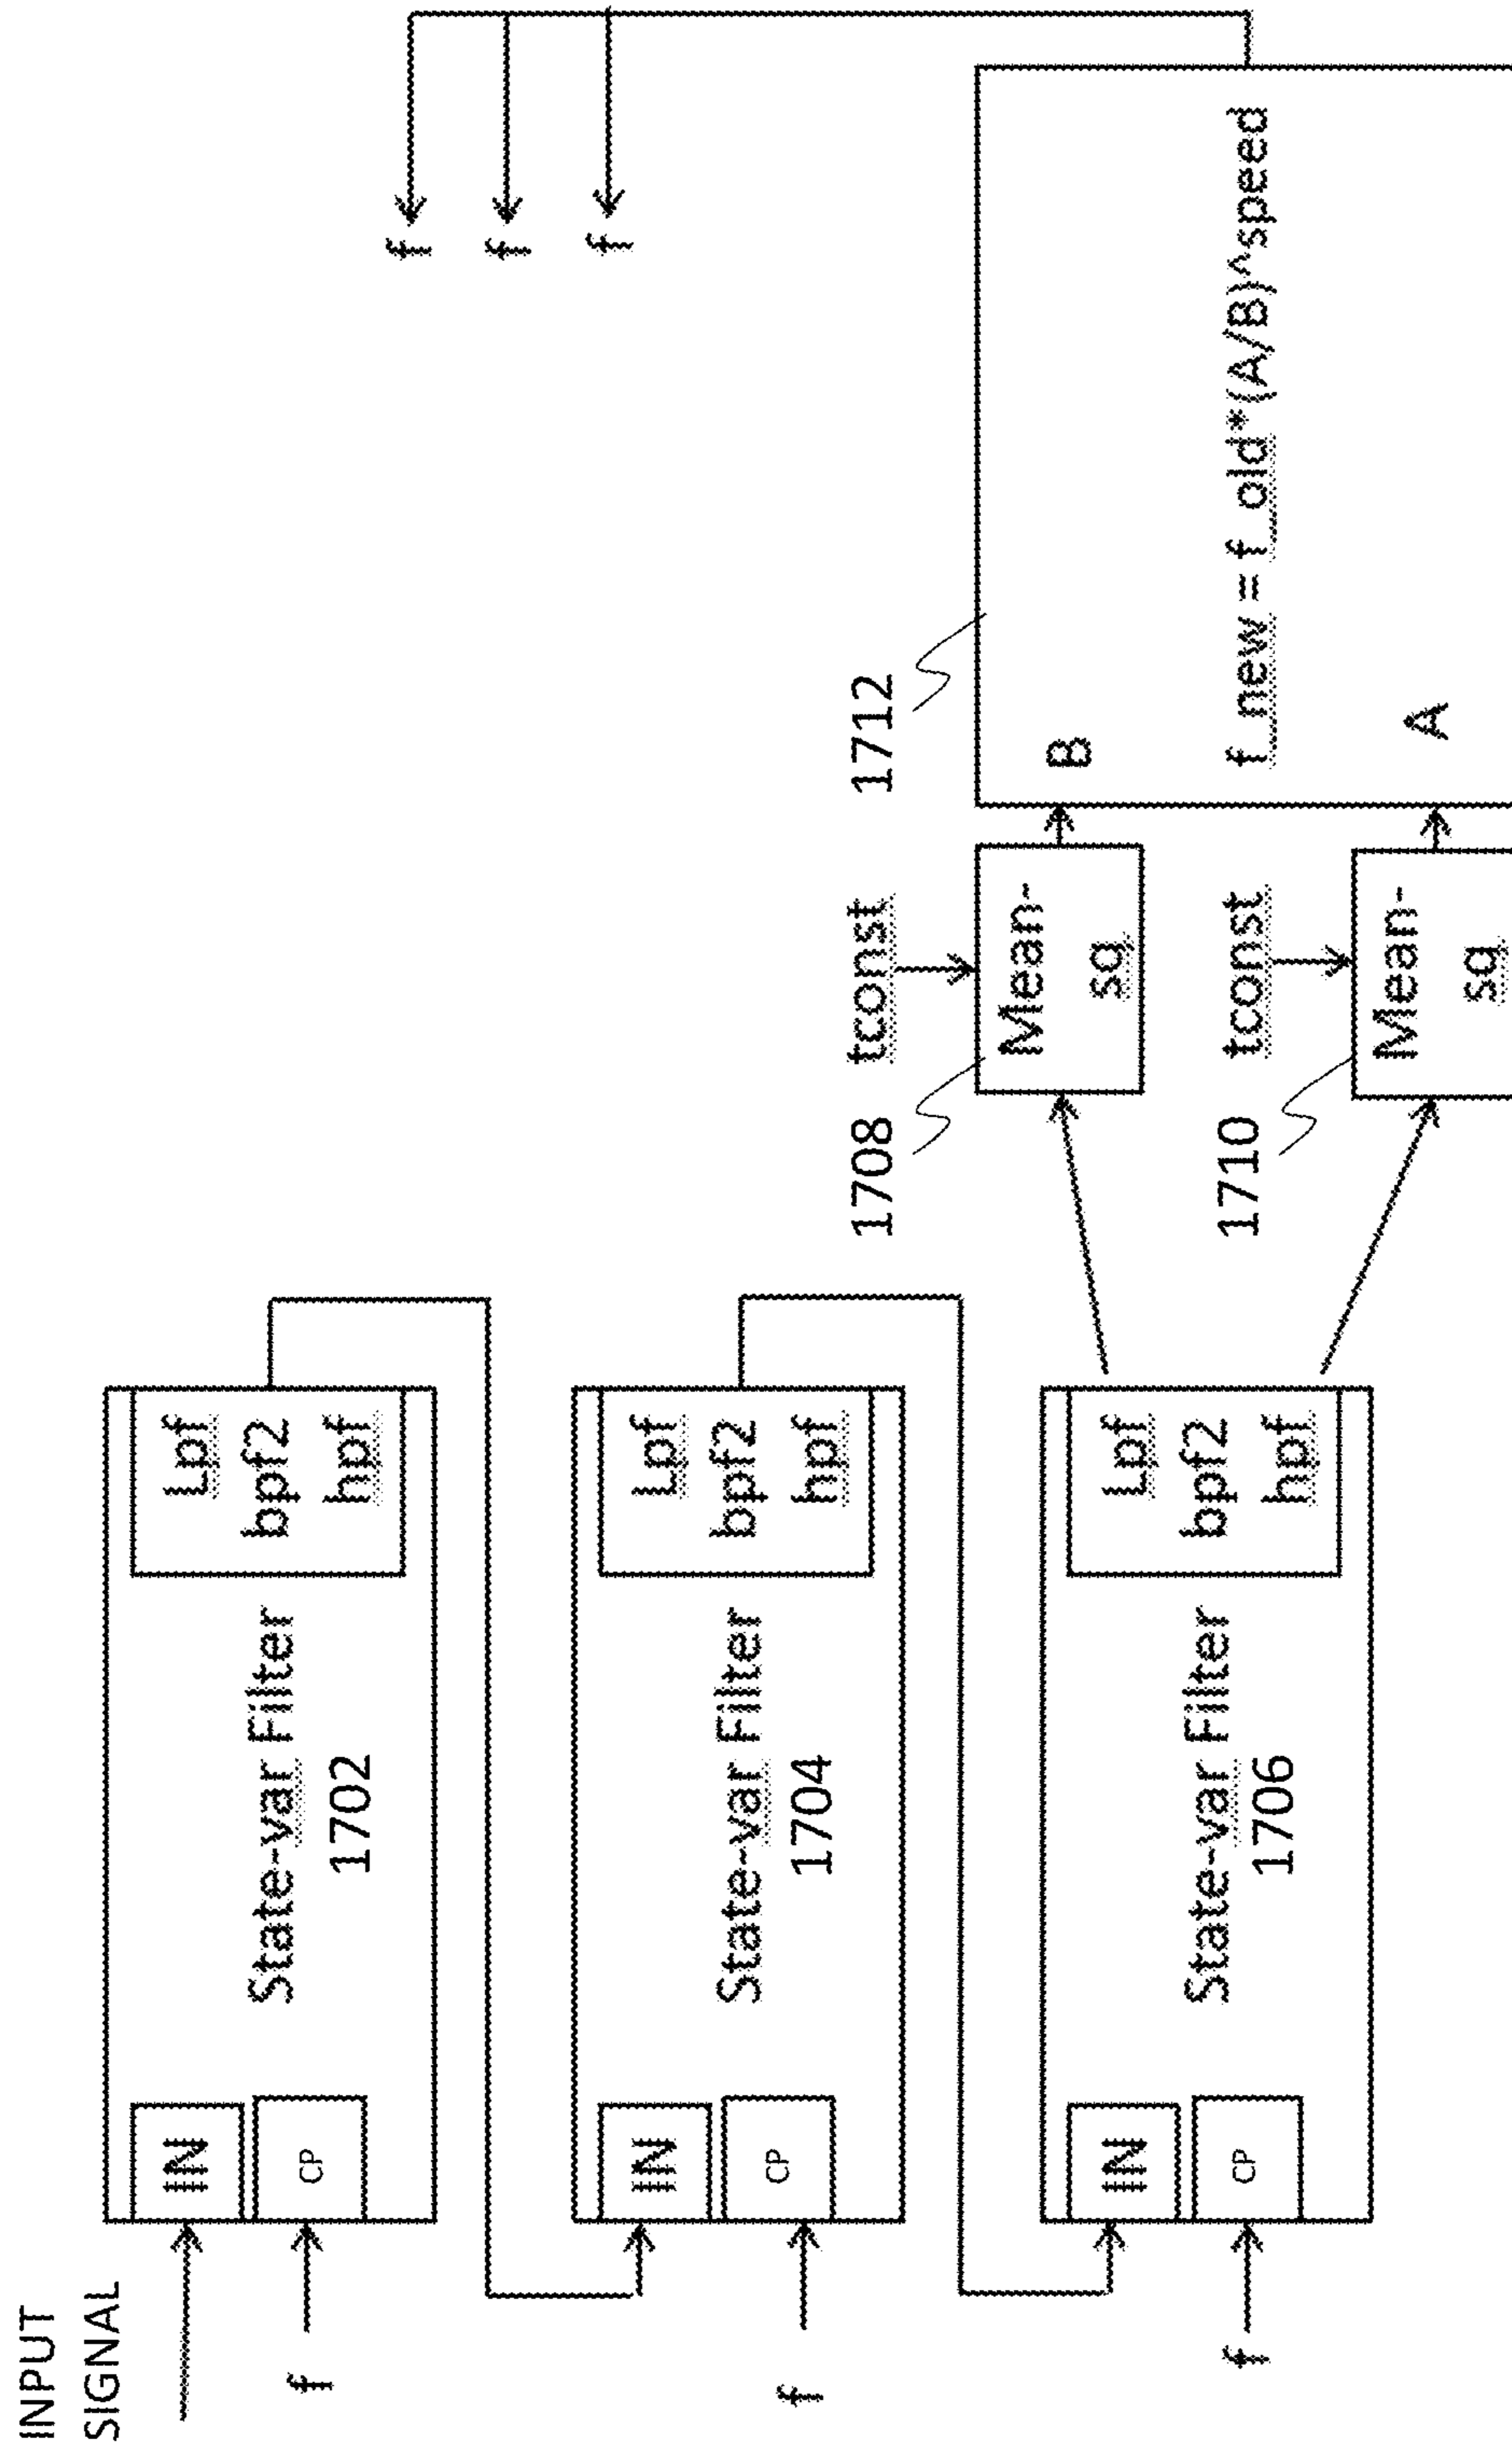 INPUT
SIGNAL
f
IN
CP
State-var Filter
1702
Lpf
bpf2
hpf
f
IN
CP
State-var Filter
1704
Lpf
bpf2
hpf
f
IN
CP
State-var Filter
1706
Lpf
bpf2
hpf
1708
tconst
Mean-
sq
1710
tconst
Mean-
sq
1712
B
f_new = f_old*(A/B)^speed
A
f
f
f